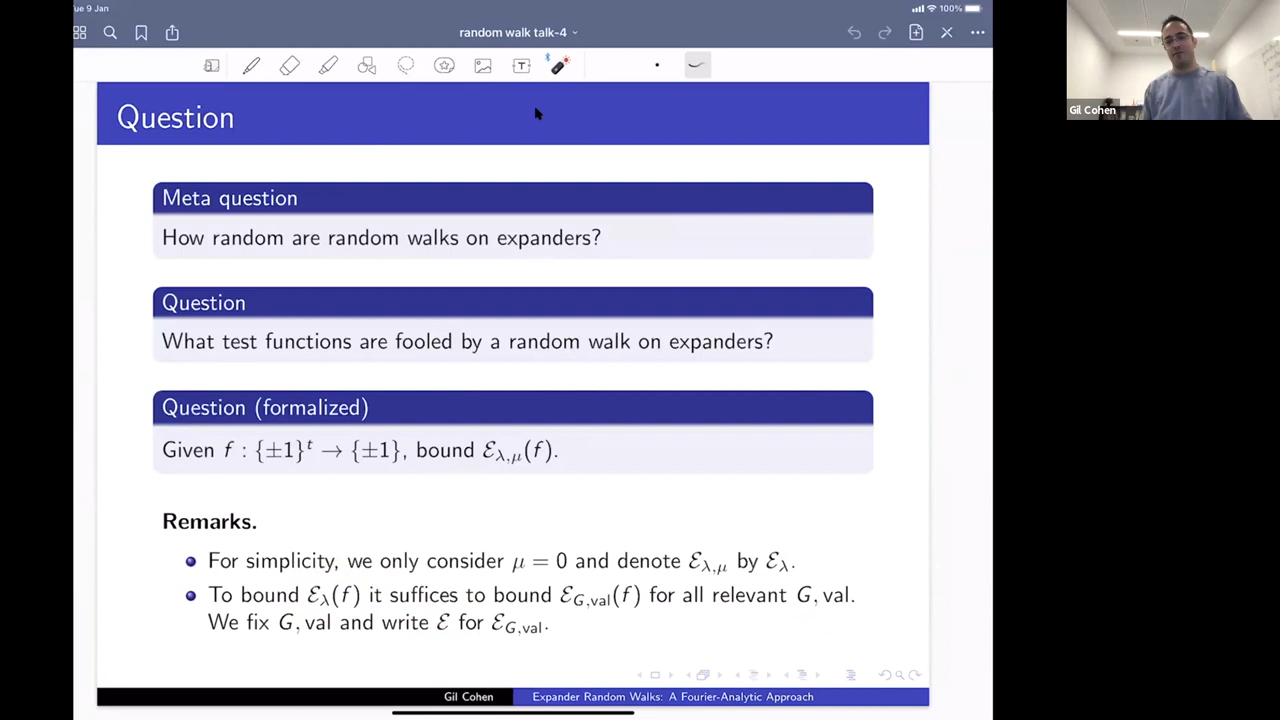 ue 9 Jan
100%
random walk talk-4
Gil Cohen
Question
Meta question
How random are random walks on expanders?
Question
What test functions are fooled by a random walk on expanders?
Question (formalized)
Given f : {±1}^t → {±1}, bound ℰ_{λ,μ}(f).
Remarks.
For simplicity, we only consider μ = 0 and denote ℰ_{λ,μ} by ℰ_λ.
To bound ℰ_λ(f) it suffices to bound ℰ_{G,val}(f) for all relevant G, val.
We fix G, val and write ℰ for ℰ_{G,val}.
Gil Cohen
Expander Random Walks: A Fourier-Analytic Approach